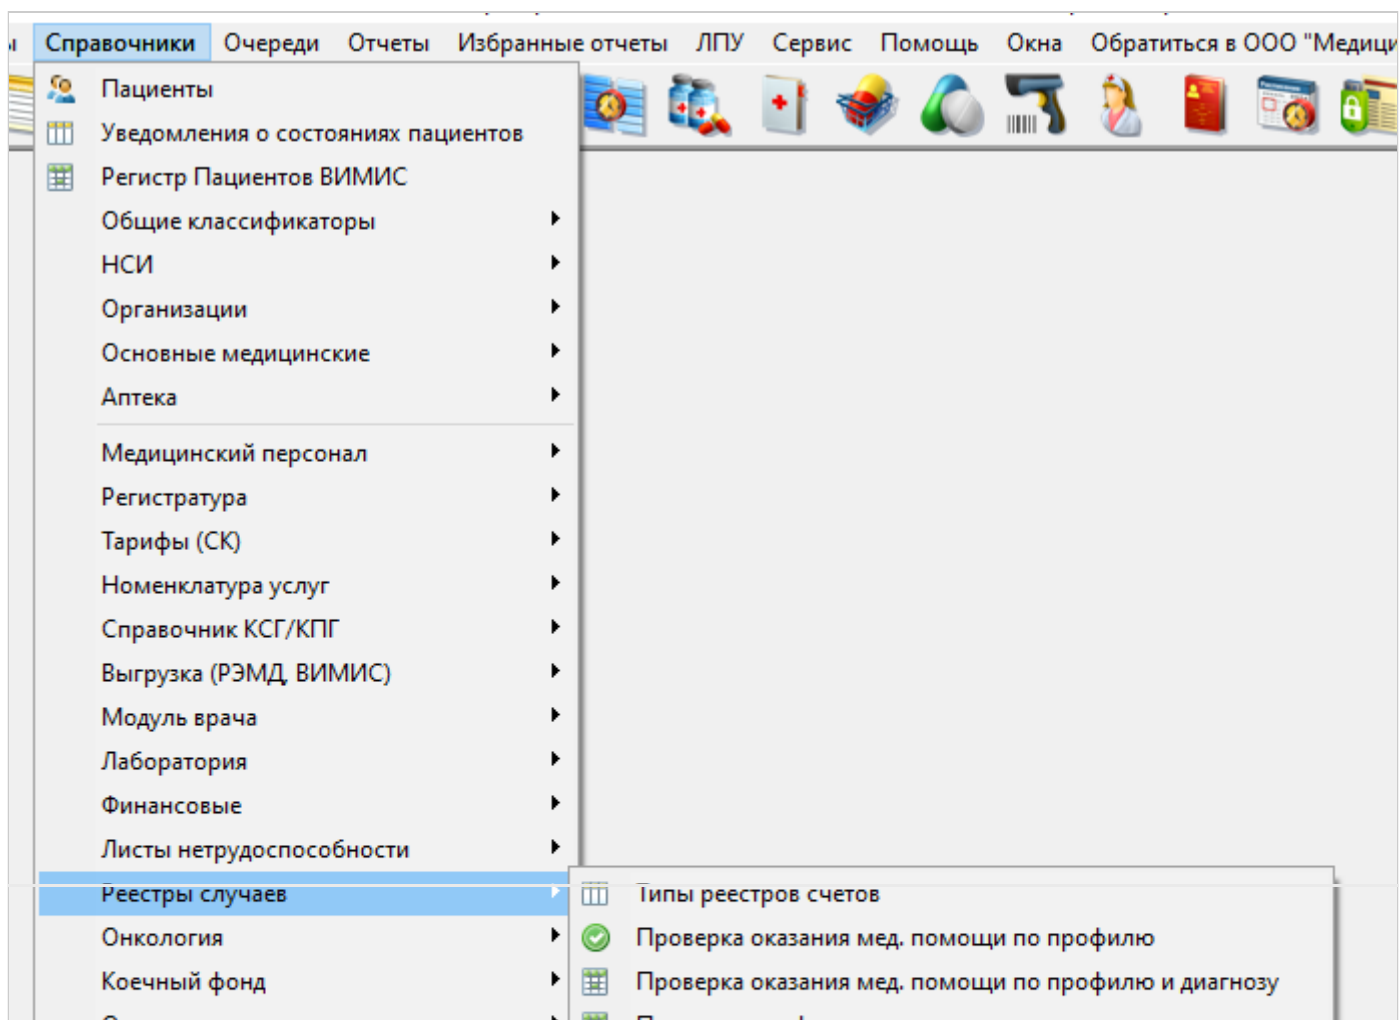 Справочники Очереди Отчеты Избранные отчеты ЛПУ Сервис Помощь Окна Обратиться в ООО "Медици
Пациенты
Уведомления о состояниях пациентов
Регистр Пациентов ВИМИС
Общие классификаторы
НСИ
Организации
Основные медицинские
Аптека
Медицинский персонал
Регистратура
Тарифы (СК)
Номенклатура услуг
Справочник КСГ/КПГ
Выгрузка (РЭМД, ВИМИС)
Модуль врача
Лаборатория
Финансовые
Листы нетрудоспособности
Реестры случаев
Типы реестров счетов
Онкология
Проверка оказания мед. помощи по профилю
Коечный фонд
Проверка оказания мед. помощи по профилю и диагнозу